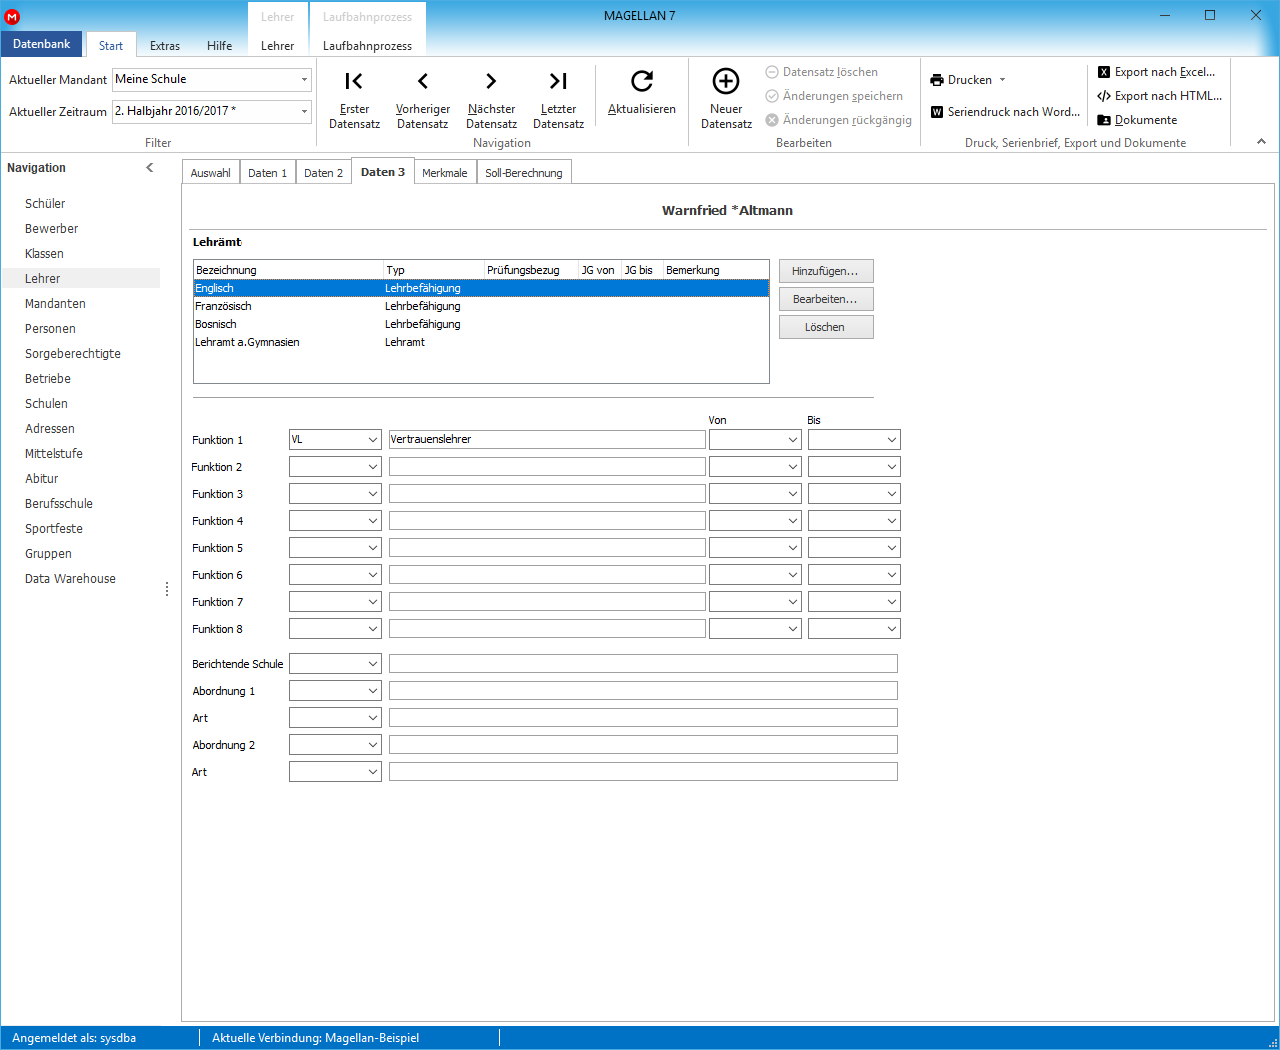 MAGELLAN 7
Lehrer
Laufbahnprozess
Datenbank
Start
Extras
Hilfe
Lehrer
Laufbahnprozess
Aktueller Mandant
Meine Schule
Aktueller Zeitraum
2. Halbjahr 2016/2017 *
Filter
Erster Datensatz
Vorheriger Datensatz
Nächster Datensatz
Letzter Datensatz
Aktualisieren
Navigation
Neuer Datensatz
Datensatz löschen
Änderungen speichern
Änderungen rückgängig
Bearbeiten
Drucken
Seriendruck nach Word...
Export nach Excel...
Export nach HTML...
Dokumente
Druck, Serienbrief, Export und Dokumente
Navigation
Schüler
Bewerber
Klassen
Lehrer
Mandanten
Personen
Sorgeberechtigte
Betriebe
Schulen
Adressen
Mittelstufe
Abitur
Berufsschule
Sportfeste
Gruppen
Data Warehouse
Auswahl
Daten 1
Daten 2
Daten 3
Merkmale
Soll-Berechnung
Warnfried *Altmann
Lehrämt
Bezeichnung Typ Prüfungsbezug JG von JG bis Bemerkung
Englisch Lehrbefähigung
Französisch Lehrbefähigung
Bosnisch Lehrbefähigung
Lehramt a.Gymnasien Lehramt
Hinzufügen...
Bearbeiten...
Löschen
Von Bis
Funktion 1 VL Vertrauenslehrer
Funktion 2
Funktion 3
Funktion 4
Funktion 5
Funktion 6
Funktion 7
Funktion 8
Berichtende Schule
Abordnung 1
Art
Abordnung 2
Art
Angemeldet als: sysdba
Aktuelle Verbindung: Magellan-Beispiel